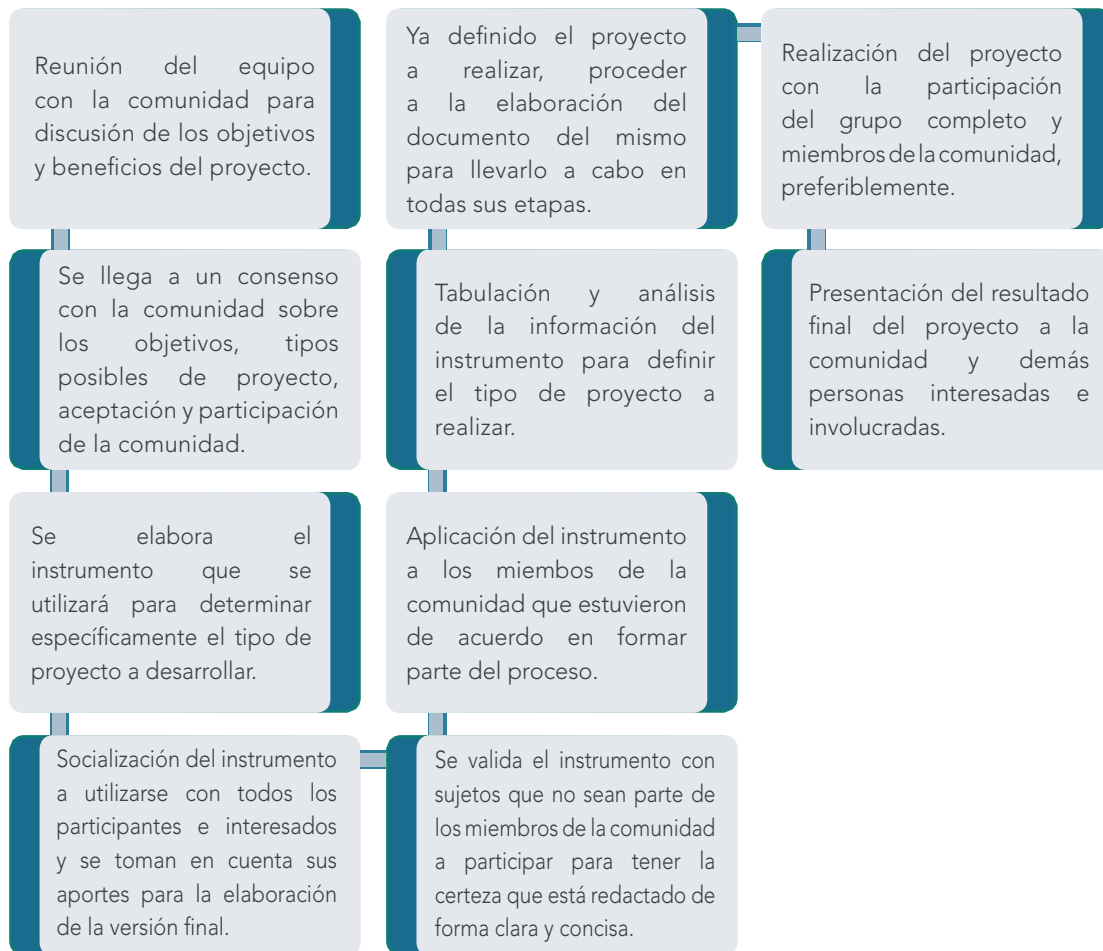 Reunión del equipo
con la comunidad para
discusión de los objetivos
y beneficios del proyecto.
Se llega a un consenso
con la comunidad sobre
los objetivos, tipos
posibles de proyecto,
aceptación y participación
de la comunidad.
Se elabora el
instrumento que se
utilizará para determinar
específicamente el tipo de
proyecto a desarrollar.
Socialización del instrumento
a utilizarse con todos los
participantes e interesados
y se toman en cuenta sus
aportes para la elaboración
de la versión final.
Se valida el instrumento con
sujetos que no sean parte de
los miembros de la comunidad
a participar para tener la
certeza que está redactado de
forma clara y concisa.
Aplicación del instrumento
a los miembos de la
comunidad que estuvieron
de acuerdo en formar
parte del proceso.
Tabulación y análisis
de la información del
instrumento para definir
el tipo de proyecto a
realizar.
Ya definido el proyecto
a realizar, proceder
a la elaboración del
documento del mismo
para llevarlo a cabo en
todas sus etapas.
Realización del proyecto
con la participación
del grupo completo y
miembros de la comunidad,
preferiblemente.
Presentación del resultado
final del proyecto a la
comunidad y demás
personas interesadas e
involucradas.